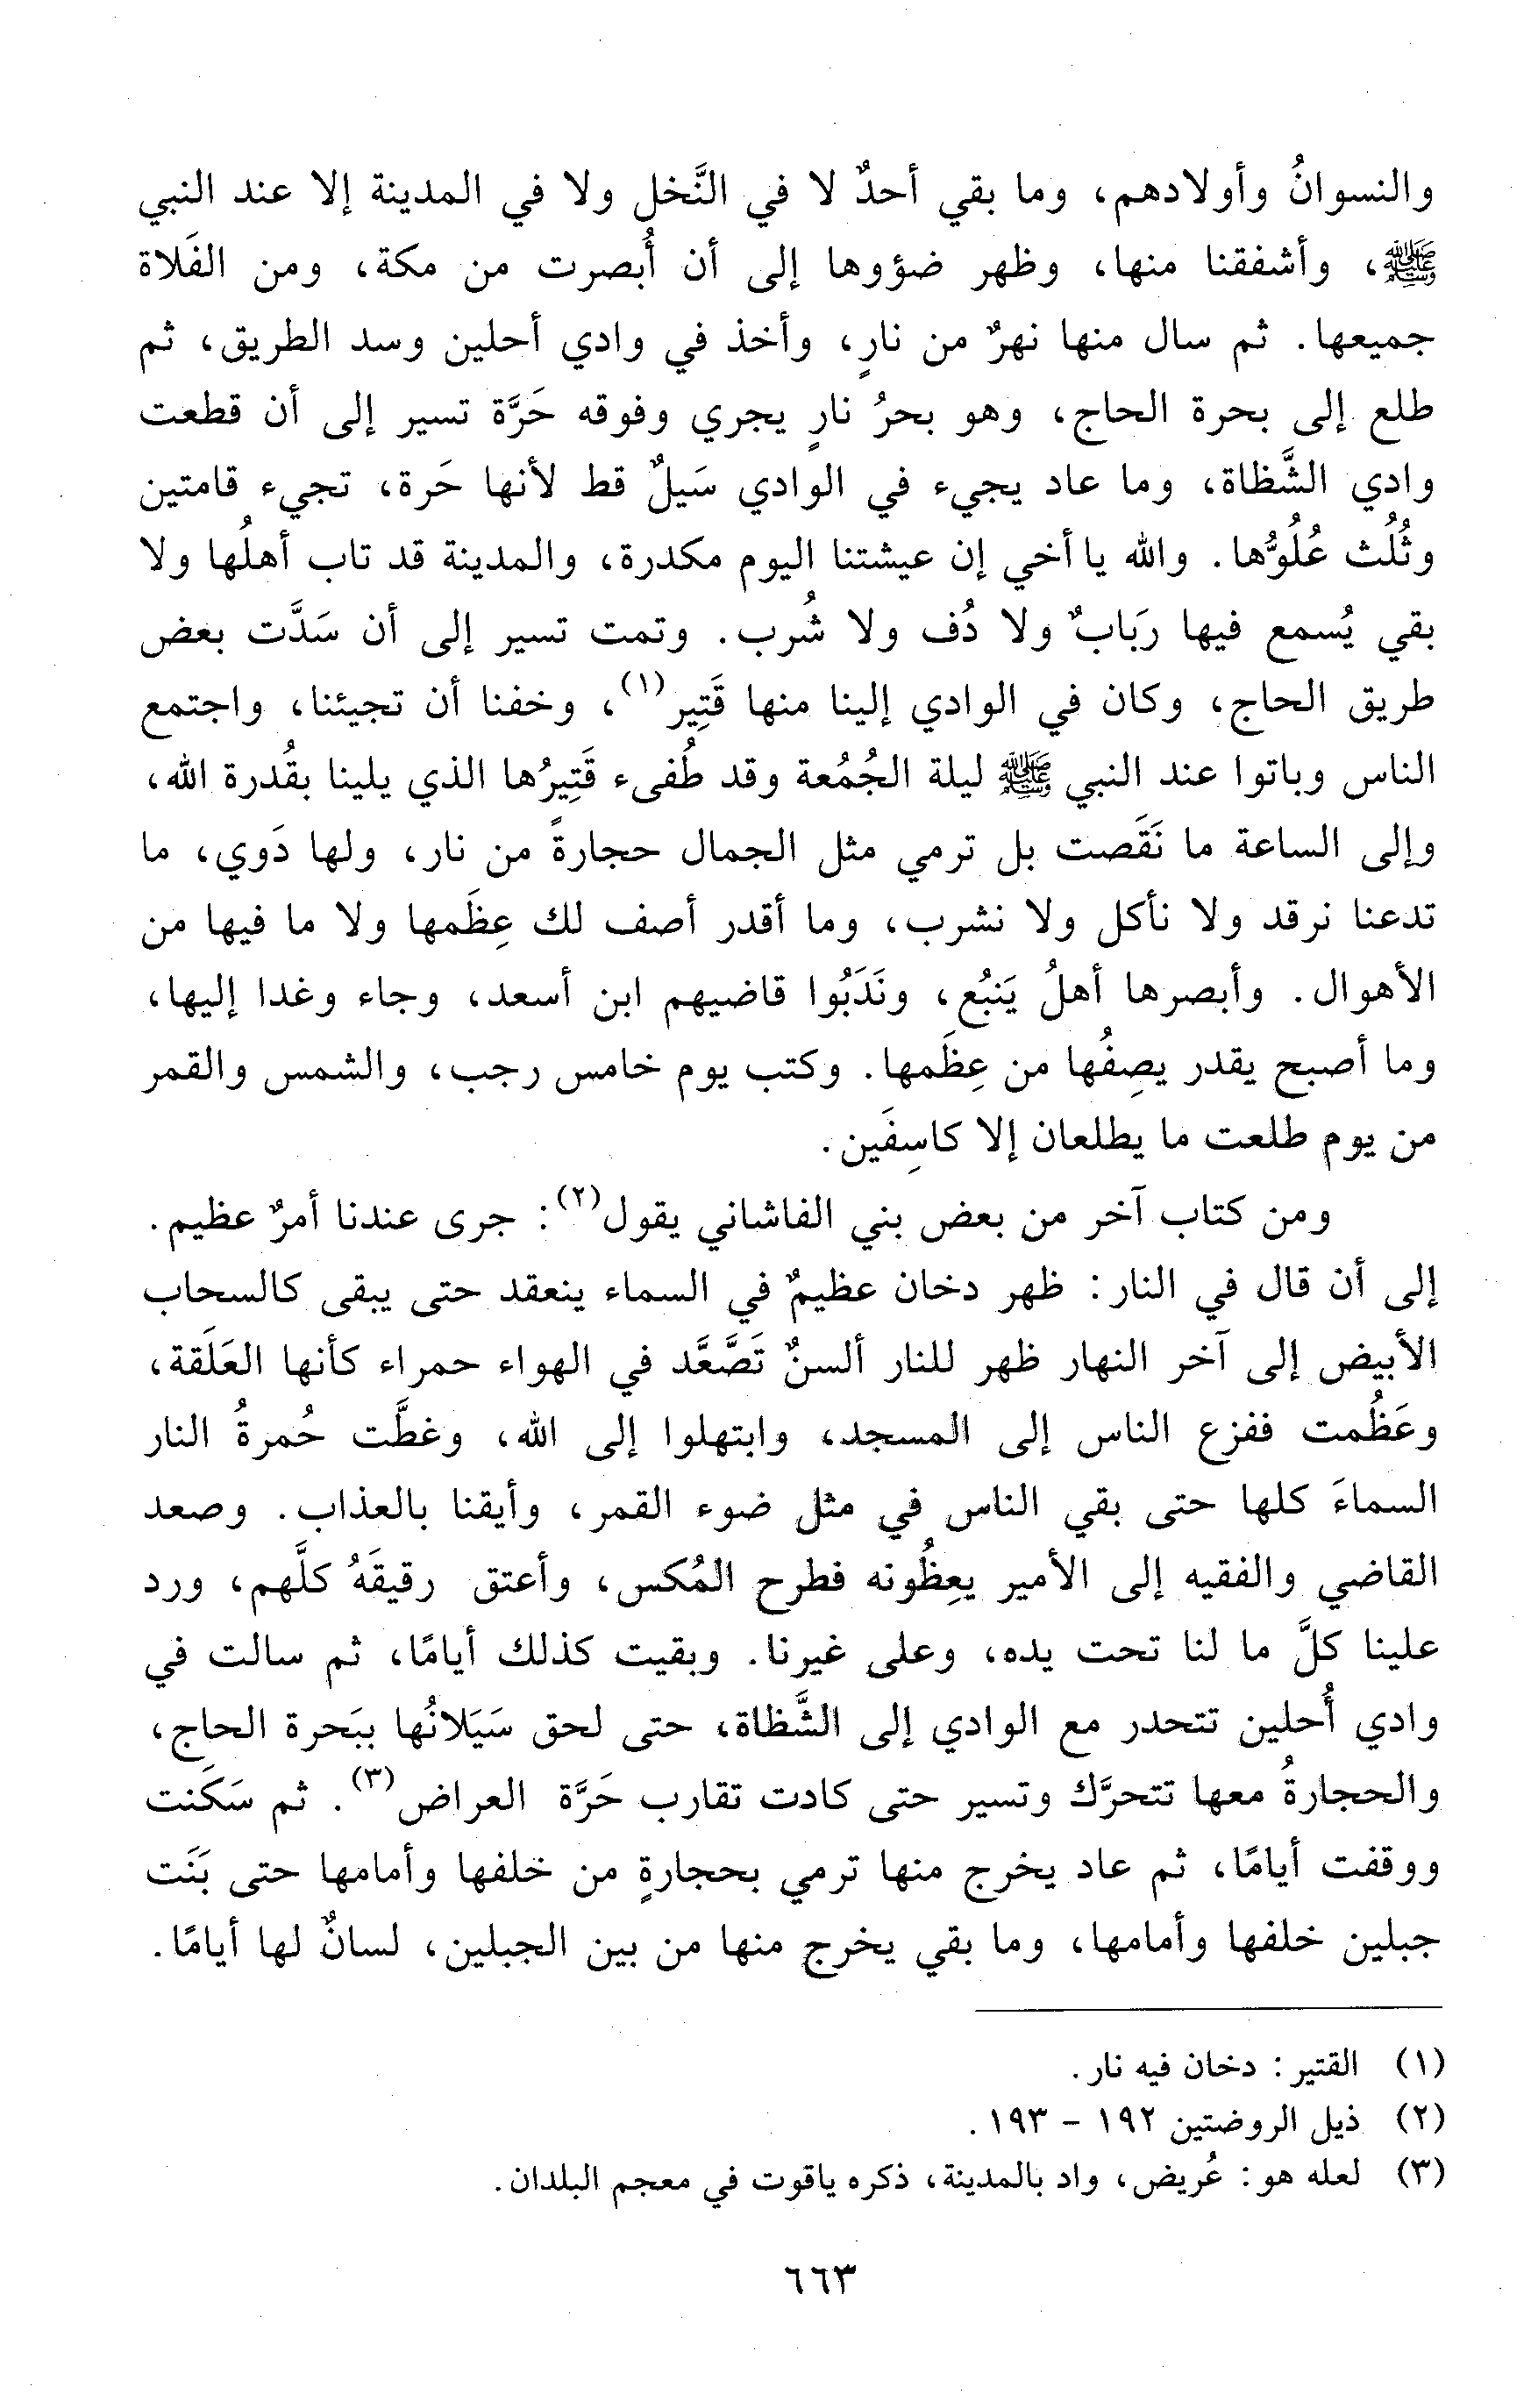 والنسوانُ وأولادهم، وما بقي أحدٌ لا في النَّخل ولا في المدينة إلا عند النبي
ﷺ، وأشفقنا منها، وظهر ضؤوها إلى أن أُبصرت من مكة، ومن الفَلاة
جميعها. ثم سال منها نهرٌ من نارٍ، وأخذ في وادي أحلين وسد الطريق، ثم
طلع إلى بحرة الحاج، وهو بحرُ نارٍ يجري وفوقه حَرَّة تسير إلى أن قطعت
وادي الشَّظاة، وما عاد يجيء في الوادي سَيلٌ قط لأنها حَرة، تجيء قامتين
وثُلُث عُلُوُّها. والله يا أخي إن عيشتنا اليوم مكدرة، والمدينة قد تاب أهلُها ولا
بقي يُسمع فيها رَبابٌ ولا دُف ولا شُرب. وتمت تسير إلى أن سَدَّت بعض
طريق الحاج، وكان في الوادي إلينا منها قَتِير(١)، وخفنا أن تجيئنا، واجتمع
الناس وباتوا عند النبي ﷺ ليلة الجُمُعة وقد طُفىء قَتِيرُها الذي يلينا بقُدرة الله،
وإلى الساعة ما نَقَصت بل ترمي مثل الجمال حجارةً من نار، ولها دَوي، ما
تدعنا نرقد ولا نأكل ولا نشرب، وما أقدر أصف لك عِظَمها ولا ما فيها من
الأهوال. وأبصرها أهلُ يَنبُع، ونَدَبُوا قاضيهم ابن أسعد، وجاء وغدا إليها،
وما أصبح يقدر يصِفُها من عِظَمها. وكتب يوم خامس رجب، والشمس والقمر
من يوم طلعت ما يطلعان إلا كاسِفَين.
ومن كتاب آخر من بعض بني الفاشاني يقول(٢): جرى عندنا أمرٌ عظيم.
إلى أن قال في النار: ظهر دخان عظيمٌ في السماء ينعقد حتى يبقى كالسحاب
الأبيض إلى آخر النهار ظهر للنار ألسنٌ تَصَّعَّد في الهواء حمراء كأنها العَلَقة،
وعَظُمت ففزع الناس إلى المسجد، وابتهلوا إلى الله، وغطَّت حُمرةُ النار
السماءَ كلها حتى بقي الناس في مثل ضوء القمر، وأيقنا بالعذاب. وصعد
القاضي والفقيه إلى الأمير يعِظُونه فطرح المُكس، وأعتق رقيقَهُ كلَّهم، ورد
علينا كلَّ ما لنا تحت يده، وعلى غيرنا. وبقيت كذلك أيامًا، ثم سالت في
وادي أُحلين تتحدر مع الوادي إلى الشَّظاة، حتى لحق سَيَلانُها ببَحرة الحاج،
والحجارةُ معها تتحرَّك وتسير حتى كادت تقارب حَرَّة العراض(٣). ثم سَكَنت
ووقفت أيامًا، ثم عاد يخرج منها ترمي بحجارةٍ من خلفها وأمامها حتى بَنَت
جبلين خلفها وأمامها، وما بقي يخرج منها من بين الجبلين، لسانٌ لها أيامًا.
(١) القتير: دخان فيه نار.
(٢) ذيل الروضتين ١٩٢ - ١٩٣.
(٣) لعله هو: عُريض، واد بالمدينة، ذكره ياقوت في معجم البلدان.
٦٦٣